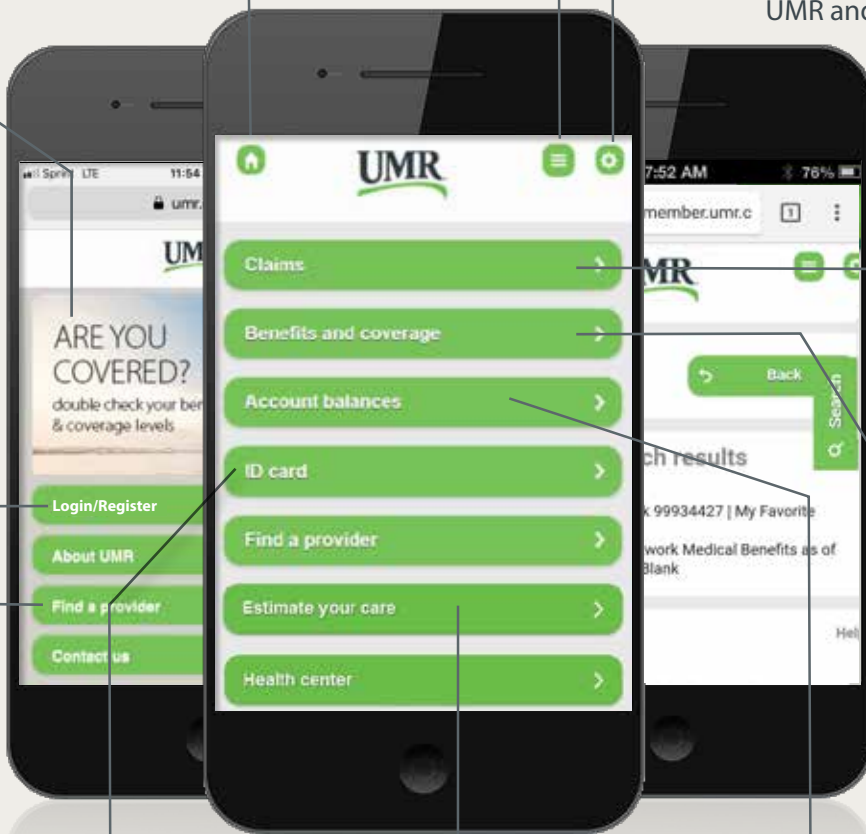 UMR and
Sprint LTE
11:54
umr.
UM
ARE YOU
COVERED?
double check your ber
& coverage levels
Login/Register
About UMR
Find a provider
Contact us
UMR
Claims
Benefits and coverage
Account balances
ID card
Find a provider
Estimate your care
Health center
7:52 AM
76%
member.umr.c
1
MR
Back
Search
ch results
k 99934427 | My Favorite
work Medical Benefits as of
Blank
Help